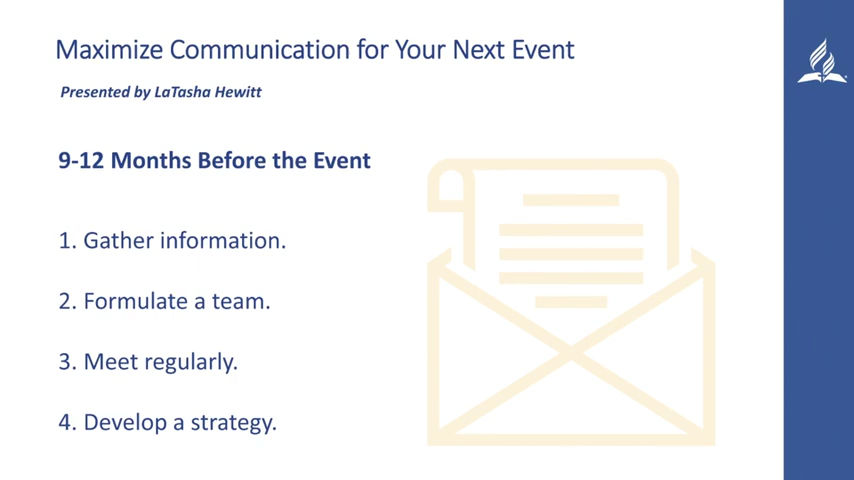 Maximize Communication for Your Next Event
Presented by LaTasha Hewitt
9-12 Months Before the Event
1. Gather information.
2. Formulate a team.
3. Meet regularly.
4. Develop a strategy.